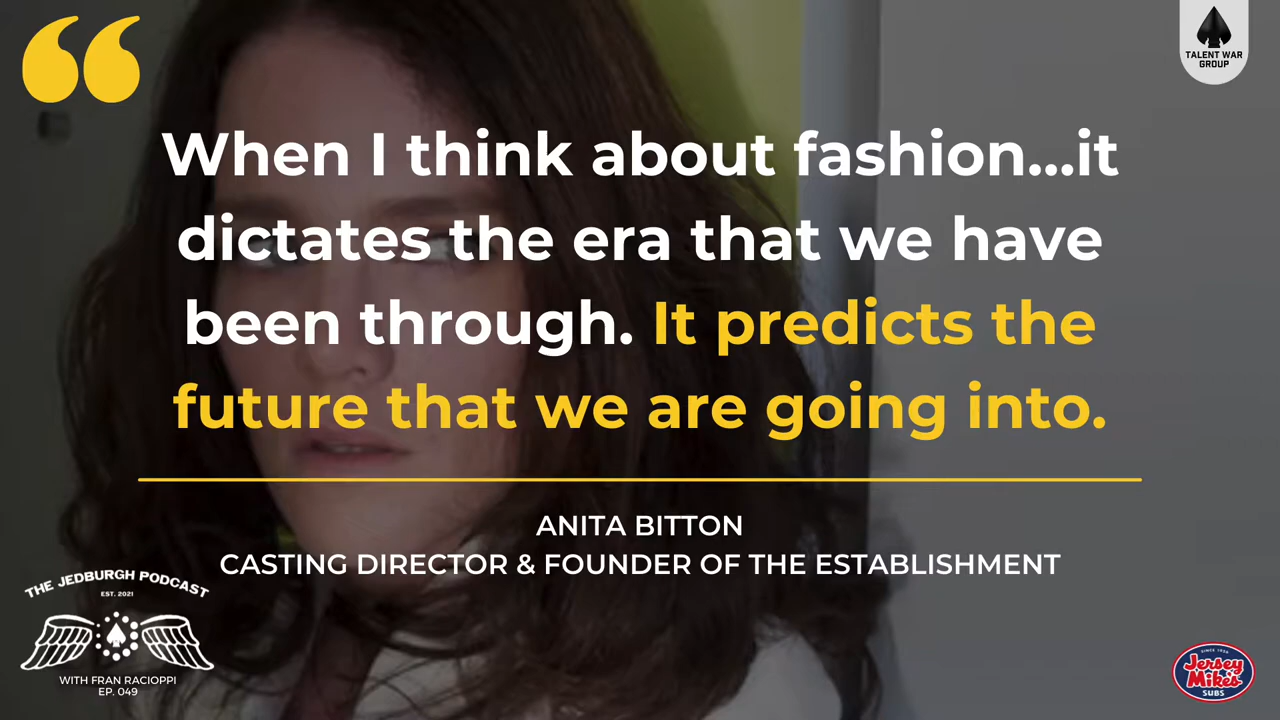 TALENT WAR
GROUP
When I think about fashion...it
dictates the era that we have
been through. It predicts the
future that we are going into.
ANITA BITTON
CASTING DIRECTOR & FOUNDER OF THE ESTABLISHMENT
THE JEDBURGH PODCAST
EST. 2021
WITH FRAN RACIOPPI
EP. 049
SINCE 1956
Jersey
Mike's
SUBS